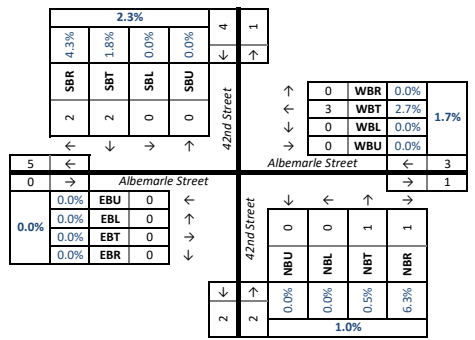 2.3%
4.3% 1.8% 0.0% 0.0%
SBR SBT SBL SBU
2 2 0 0
← ↓ → ↑
4 1
↓ ↑
42nd Street
↑ 0 WBR 0.0%
← 3 WBT 2.7%
↓ 0 WBL 0.0%
→ 0 WBU 0.0%
1.7%
Albemarle Street ← 3
→ 1
5 ←
0 → Albemarle Street
0.0%
0.0% EBU 0 ←
0.0% EBL 0 ↑
0.0% EBT 0 →
0.0% EBR 0 ↓
42nd Street
↓ ↑
2 2
↓ ← ↑ →
0 0 1 1
NBU NBL NBT NBR
0.0% 0.0% 0.5% 6.3%
1.0%